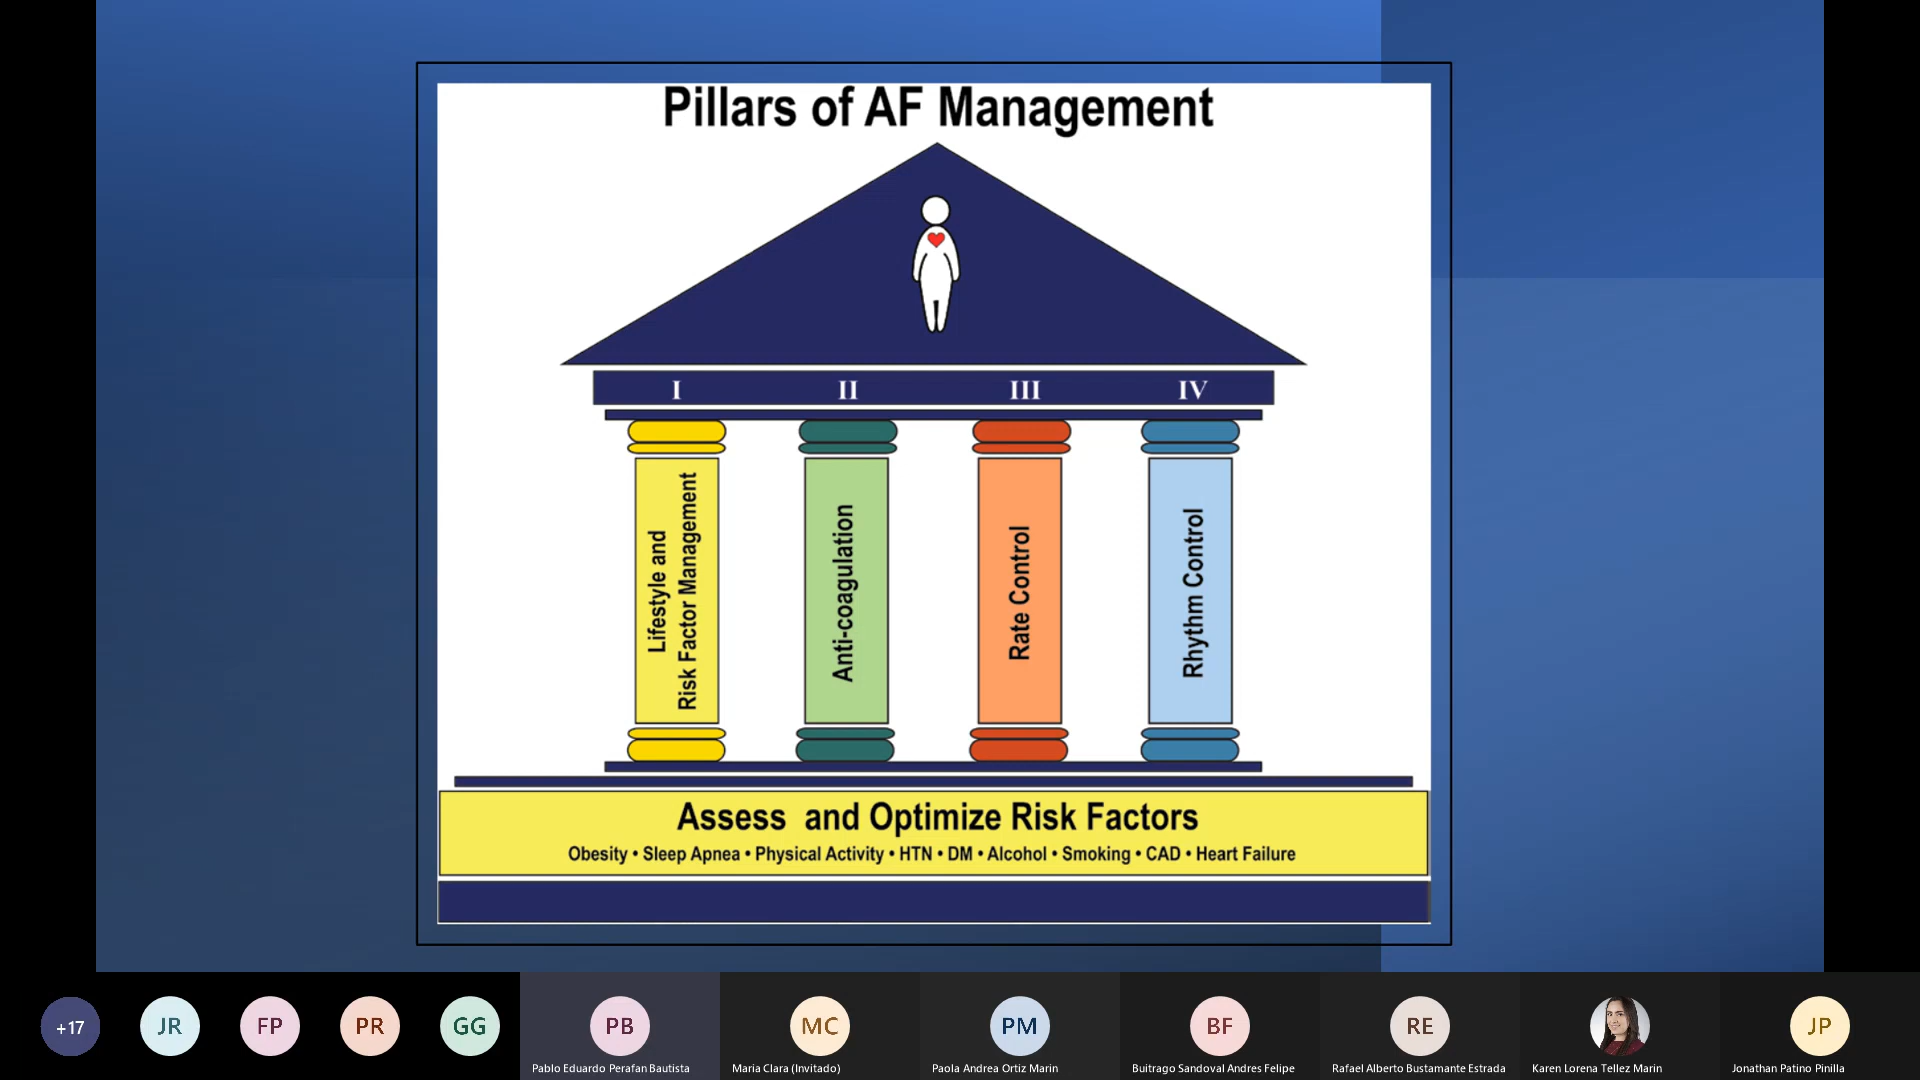 Pillars of AF Management
I
II
III
IV
Lifestyle and
Risk Factor Management
Anti-coagulation
Rate Control
Rhythm Control
Assess and Optimize Risk Factors
Obesity • Sleep Apnea • Physical Activity • HTN • DM • Alcohol • Smoking • CAD • Heart Failure
+17
JR
FP
PR
GG
PB
MC
PM
BF
RE
JP
Pablo Eduardo Perafan Bautista
Maria Clara (Invitado)
Paola Andrea Ortiz Marin
Buitrago Sandoval Andres Felipe
Rafael Alberto Bustamante Estrada
Karen Lorena Tellez Marin
Jonathan Patino Pinilla